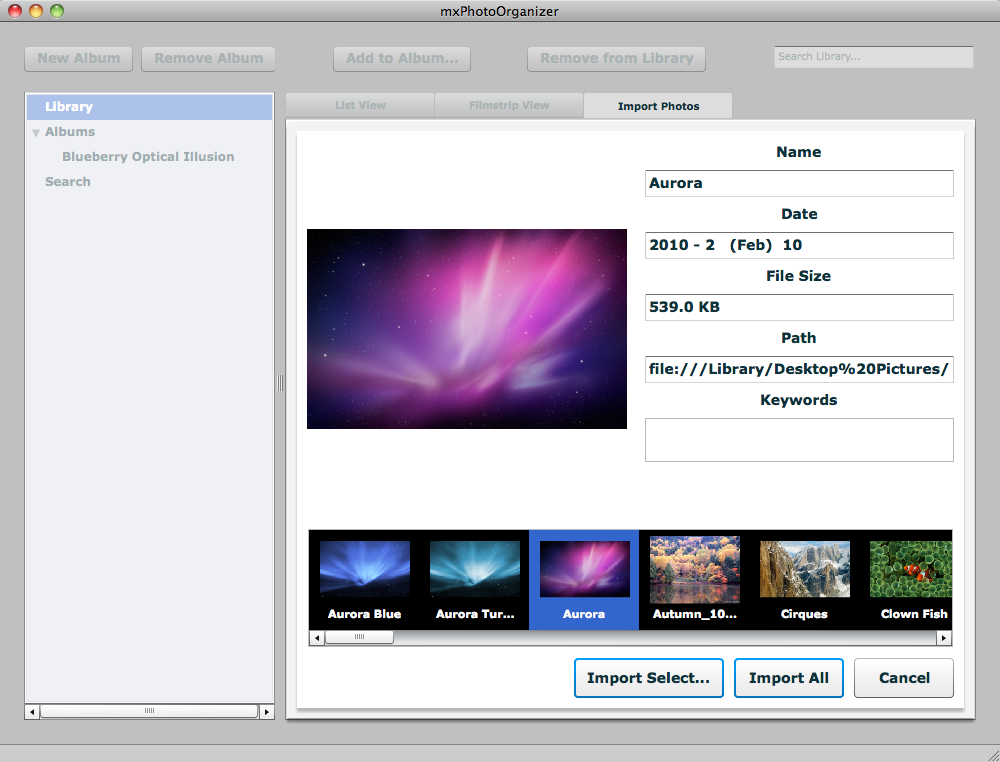 mxPhotoOrganizer
New Album
Remove Album
Add to Album...
Remove from Library
Search Library...
Library
Albums
Blueberry Optical Illusion
Search
List View
Filmstrip View
Import Photos
Name
Aurora
Date
2010 - 2   (Feb)  10
File Size
539.0 KB
Path
file:///Library/Desktop%20Pictures/
Keywords
Aurora Blue
Aurora Tur...
Aurora
Autumn_10...
Cirques
Clown Fish
Import Select...
Import All
Cancel